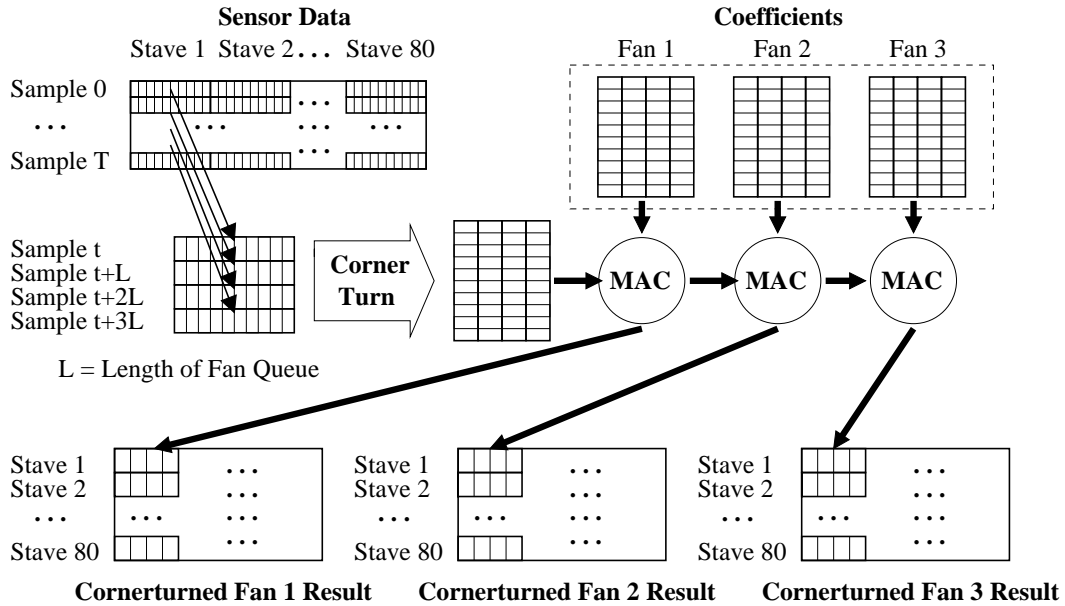 Sensor Data
Coefficients
Stave 1 Stave 2 ... Stave 80
Fan 1 Fan 2 Fan 3
Sample 0
...
Sample T
... ... ...
...
...
Sample t
Sample t+L
Sample t+2L
Sample t+3L
Corner
Turn
MAC MAC MAC
L = Length of Fan Queue
Stave 1 ... Stave 1 ... Stave 1 ...
Stave 2 ... Stave 2 ... Stave 2 ...
... ... ... ... ... ... ... ... ...
Stave 80 ... Stave 80 ... Stave 80 ...
Cornerturned Fan 1 Result Cornerturned Fan 2 Result Cornerturned Fan 3 Result